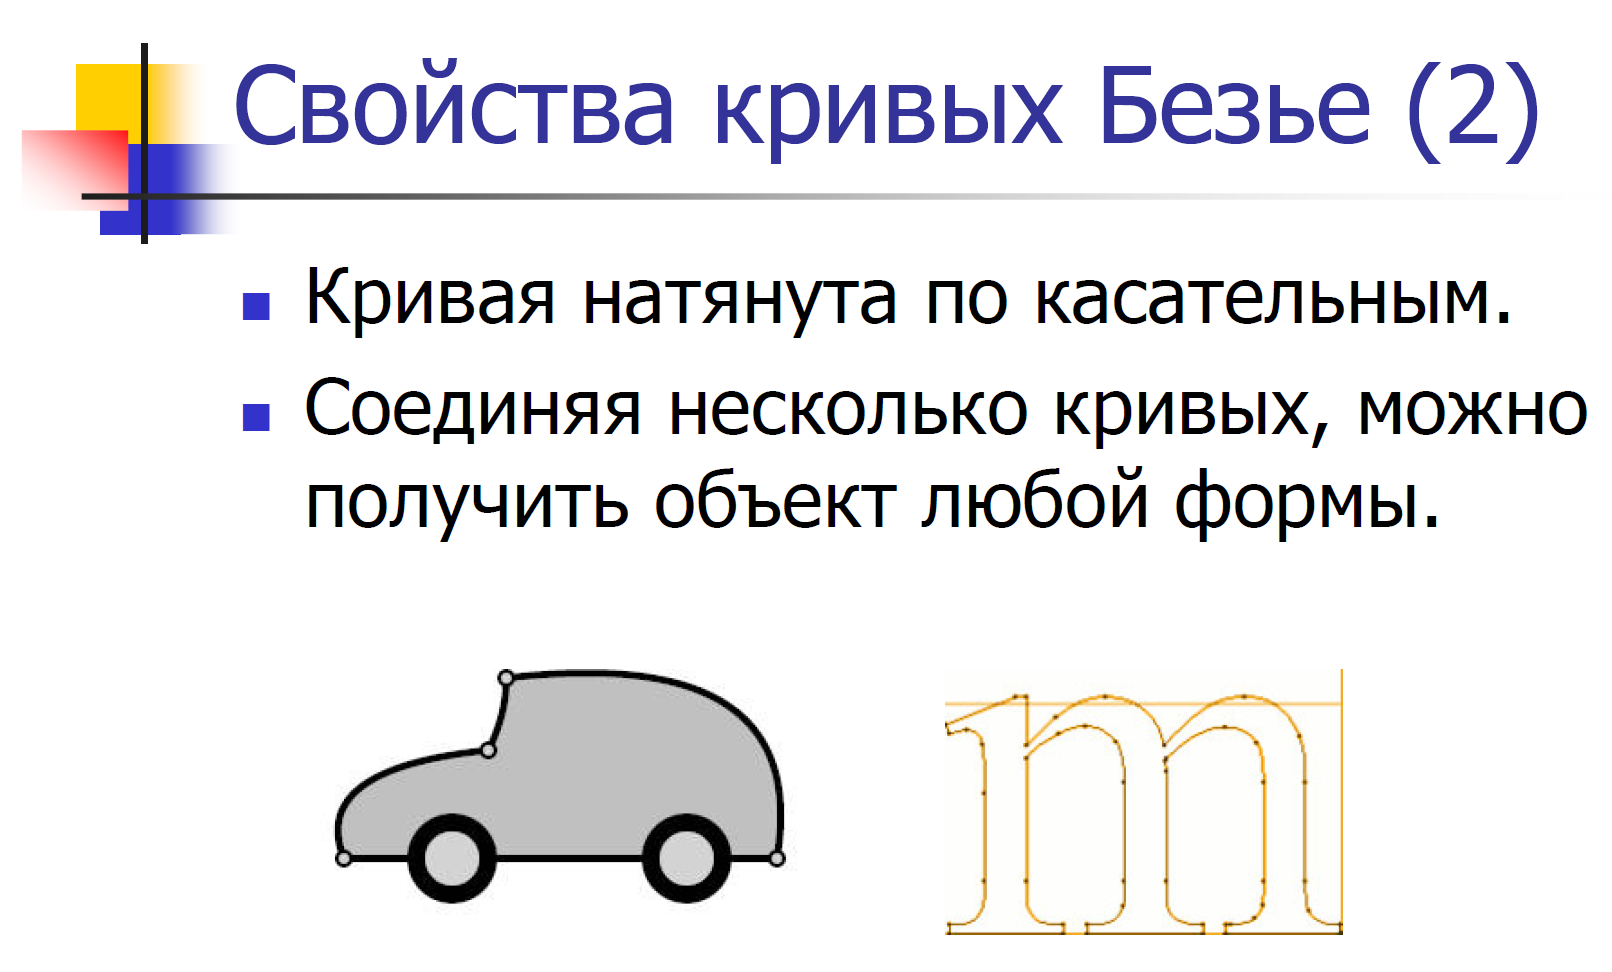 Свойства кривых Безье (2)
Кривая натянута по касательным.
Соединяя несколько кривых, можно
получить объект любой формы.
m